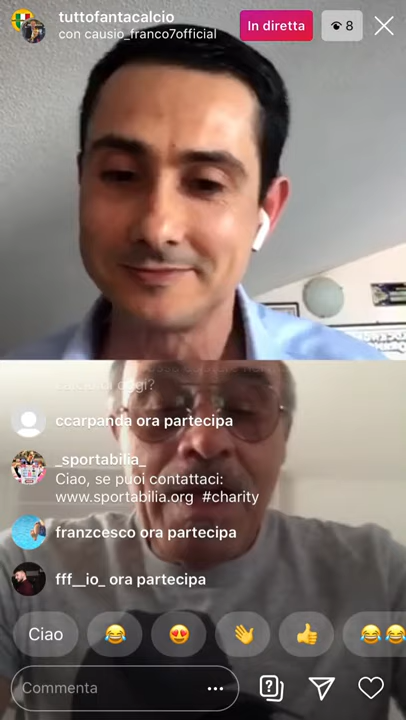 tuttofantacalcio
con causio_franco7official
In diretta
8
oggi?
ccarpanda ora partecipa
_sportabilia_
Ciao, se puoi contattaci:
www.sportabilia.org #charity
franzcesco ora partecipa
fff__io_ ora partecipa
Ciao
Commenta